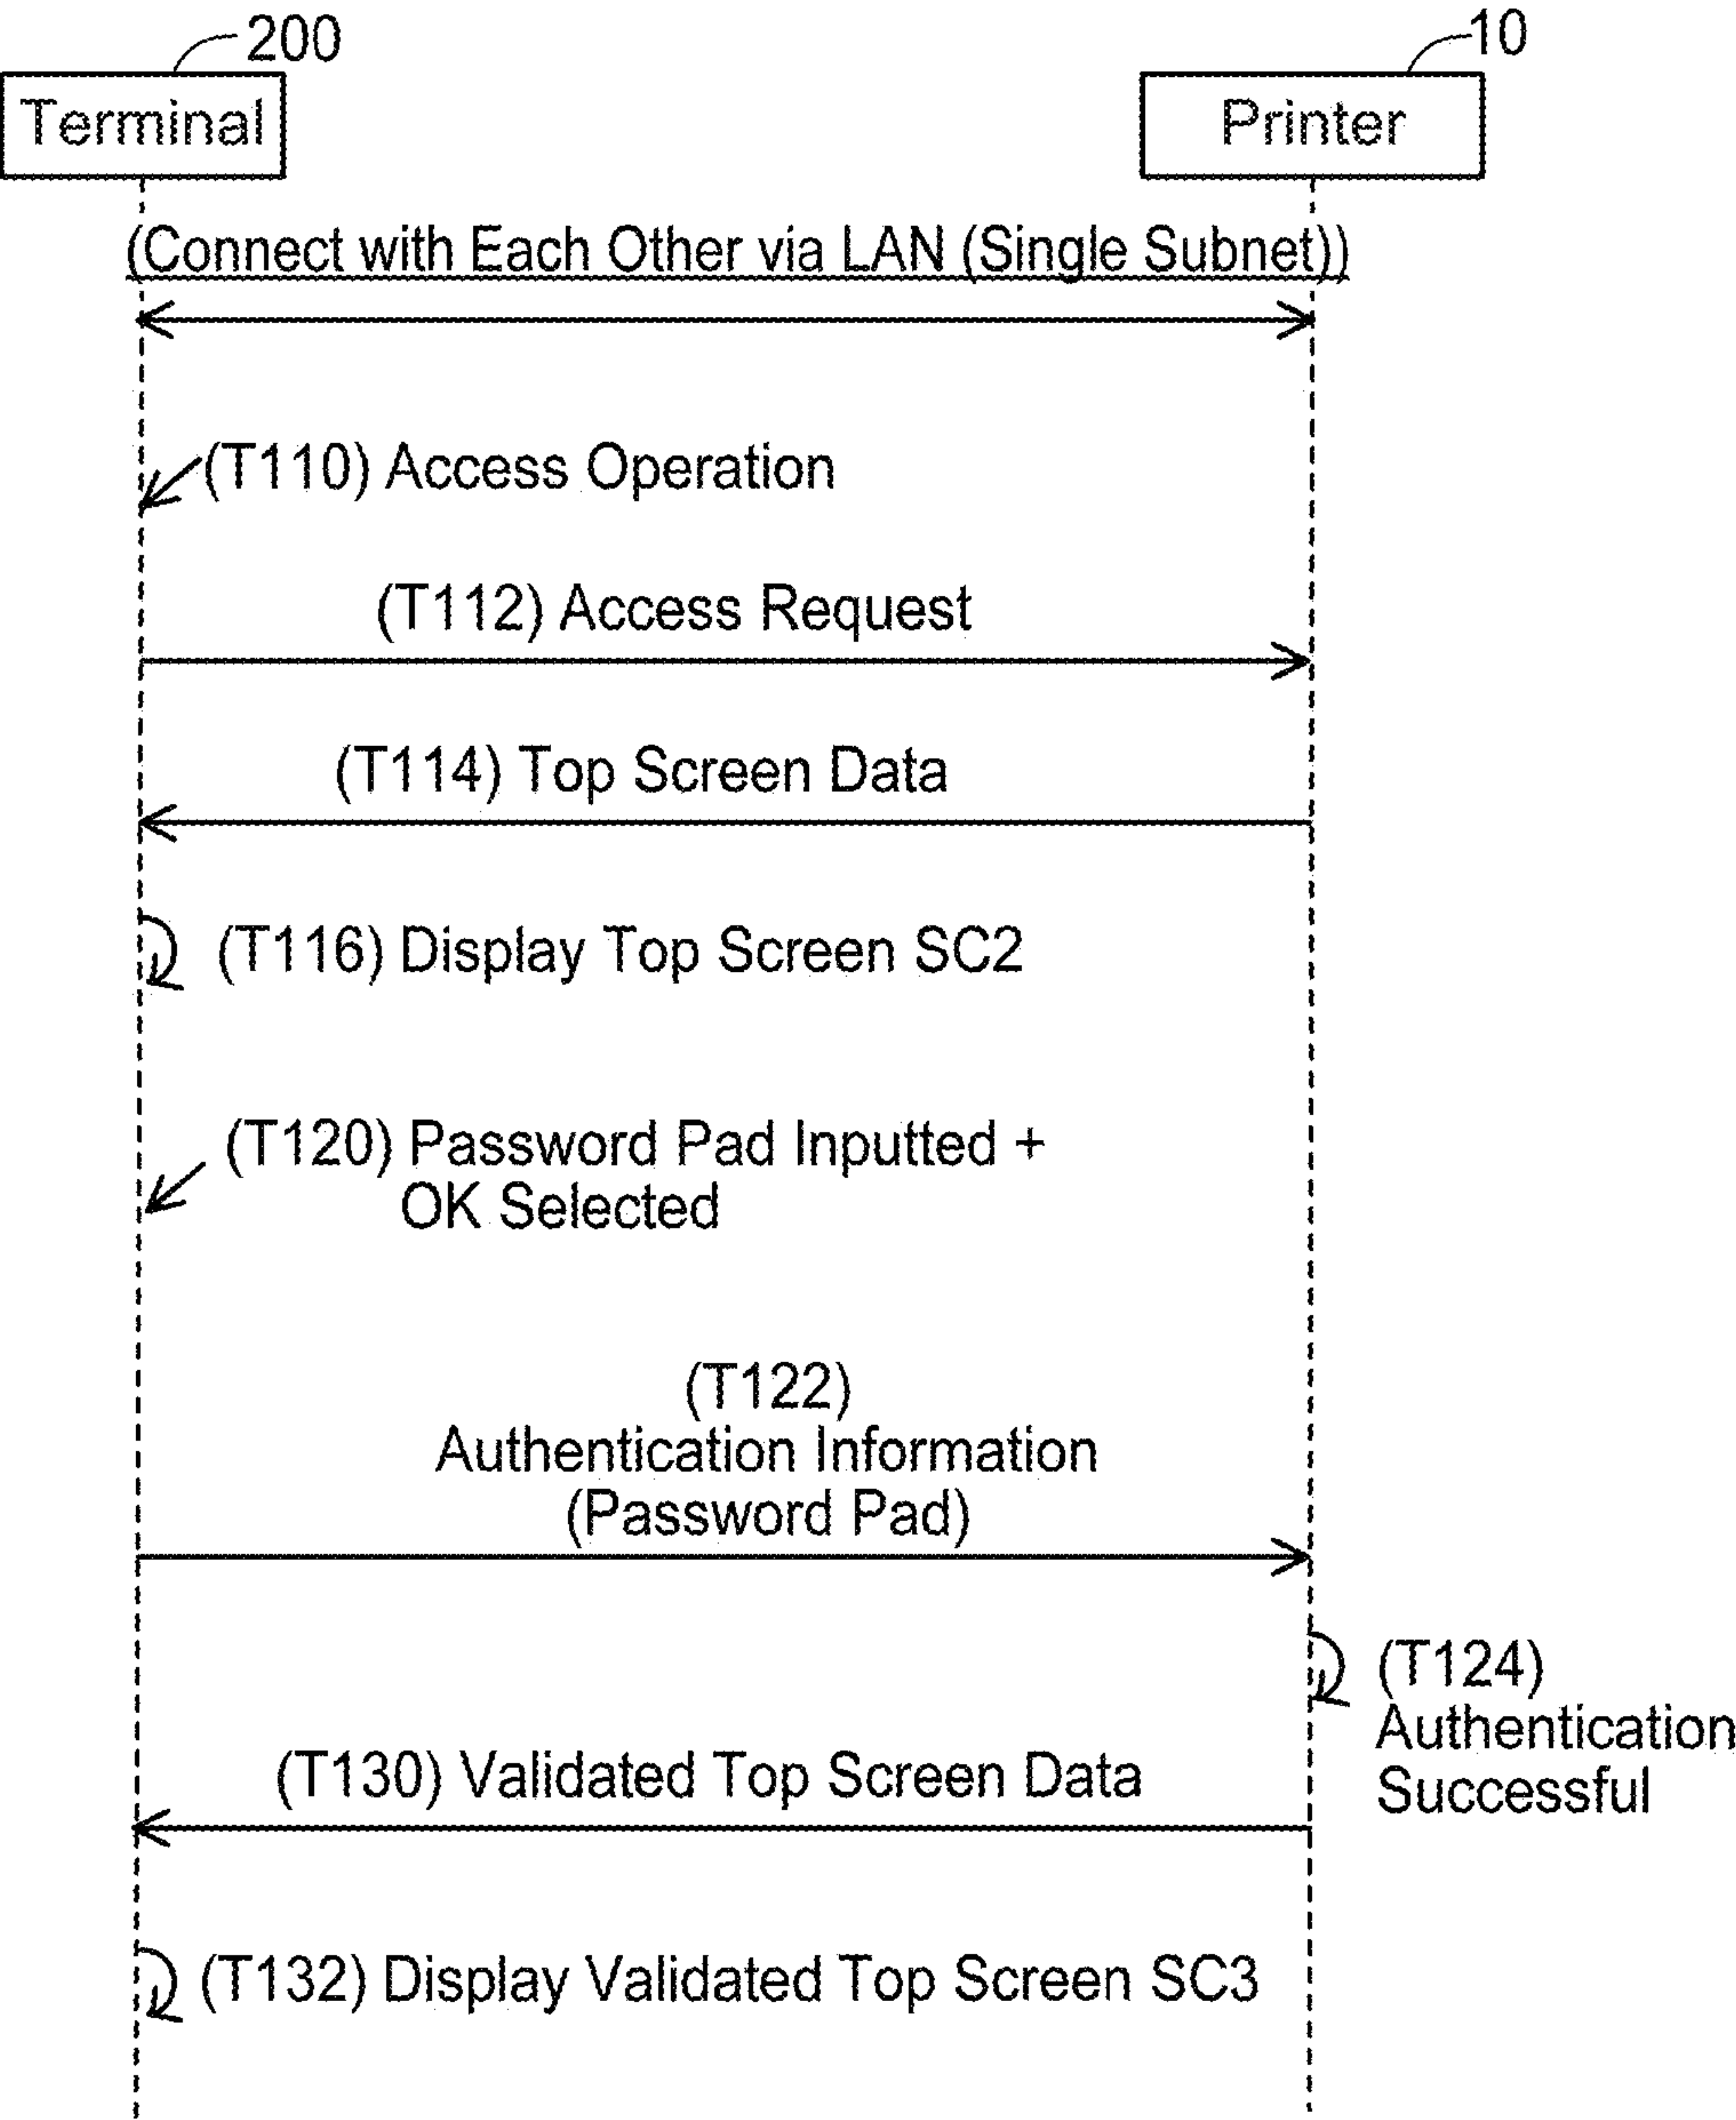 200
10
Terminal
Printer
(Connect with Each Other via LAN (Single Subnet))
(T110) Access Operation
(T112) Access Request
(T114) Top Screen Data
(T116) Display Top Screen SC2
(T120) Password Pad Inputted +
OK Selected
(T122)
Authentication Information
(Password Pad)
(T124)
Authentication
Successful
(T130) Validated Top Screen Data
(T132) Display Validated Top Screen SC3